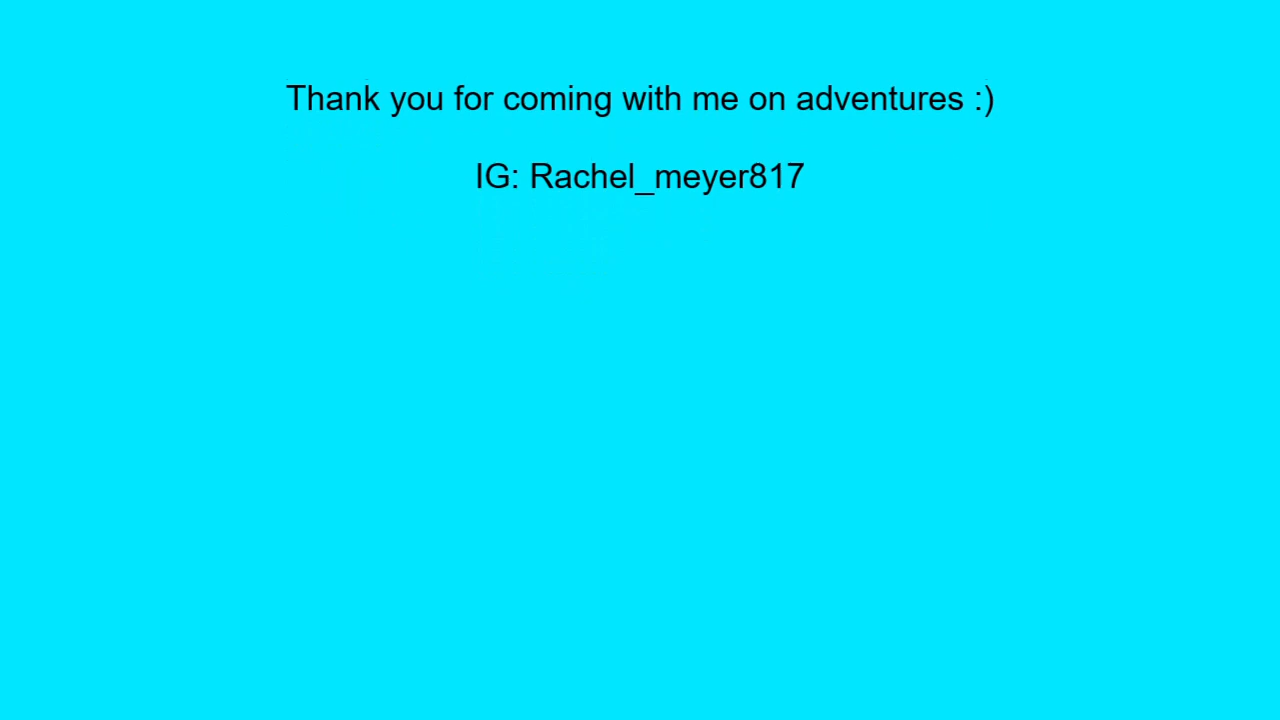 Thank you for coming with me on adventures :)
IG: Rachel_meyer817